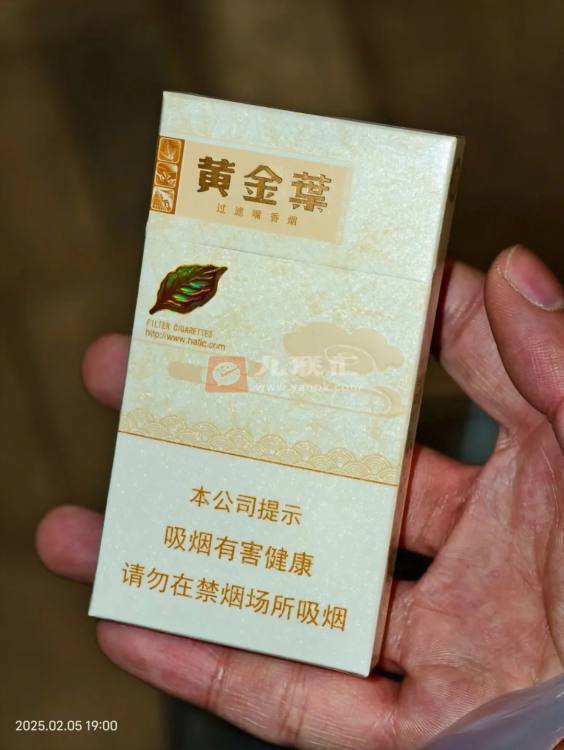 黄金葉
过滤嘴香烟
FILTER CIGARETTES
http://www.hatic.com
九联汇
www.yanpk.com
本公司提示
吸烟有害健康
请勿在禁烟场所吸烟
2025.02.05 19:00